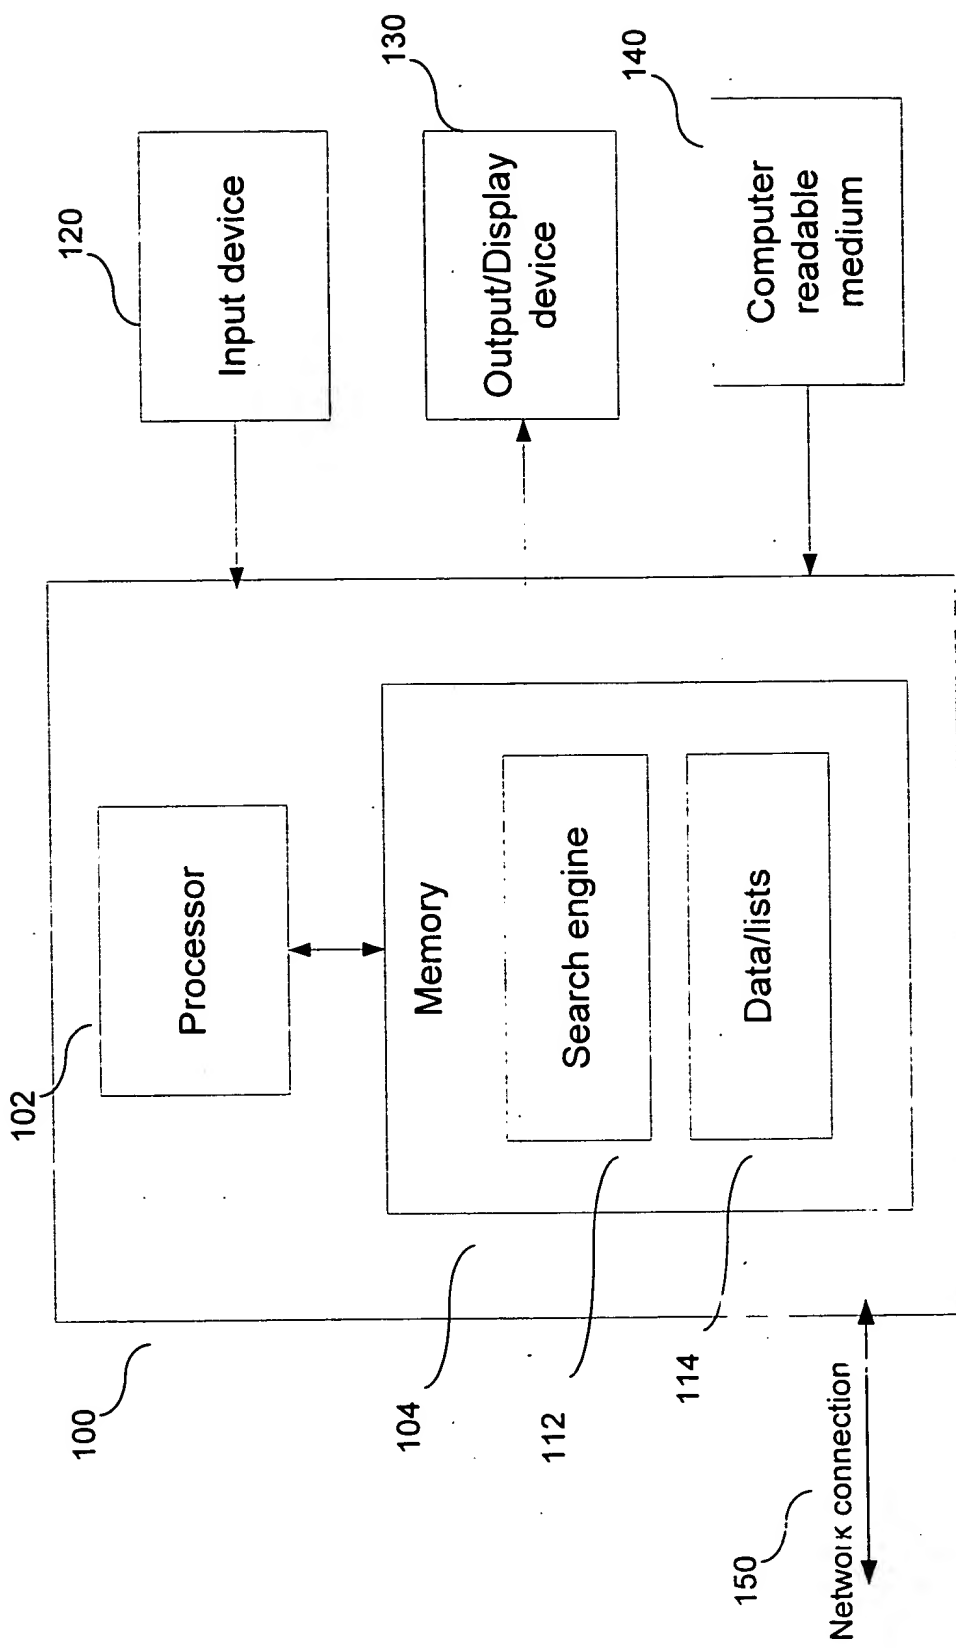 100
102
Processor
Memory
Search engine
Data/lists
104
112
114
150
Network connection
120
Input device
130
Output/Display
device
140
Computer
readable
medium